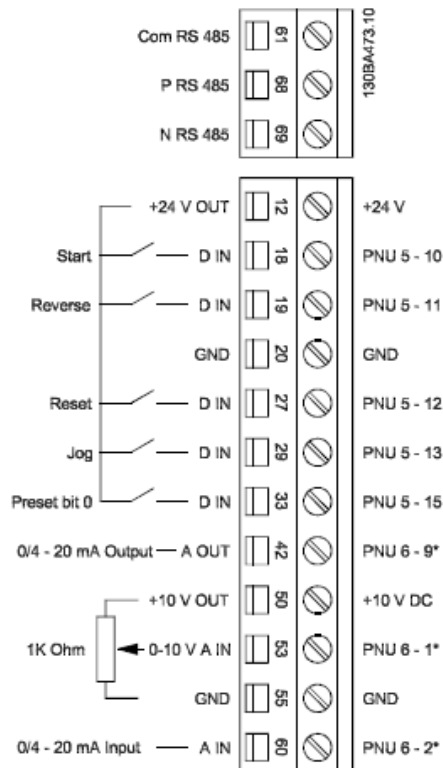 Com RS 485 61
P RS 485 68
N RS 485 69
130BA473.10
+24 V OUT 12 +24 V
Start D IN 18 PNU 5 - 10
Reverse D IN 19 PNU 5 - 11
GND 20 GND
Reset D IN 27 PNU 5 - 12
Jog D IN 29 PNU 5 - 13
Preset bit 0 D IN 33 PNU 5 - 15
0/4 - 20 mA Output A OUT 42 PNU 6 - 9*
+10 V OUT 50 +10 V DC
1K Ohm 0-10 V A IN 53 PNU 6 - 1*
GND 55 GND
0/4 - 20 mA Input A IN 60 PNU 6 - 2*